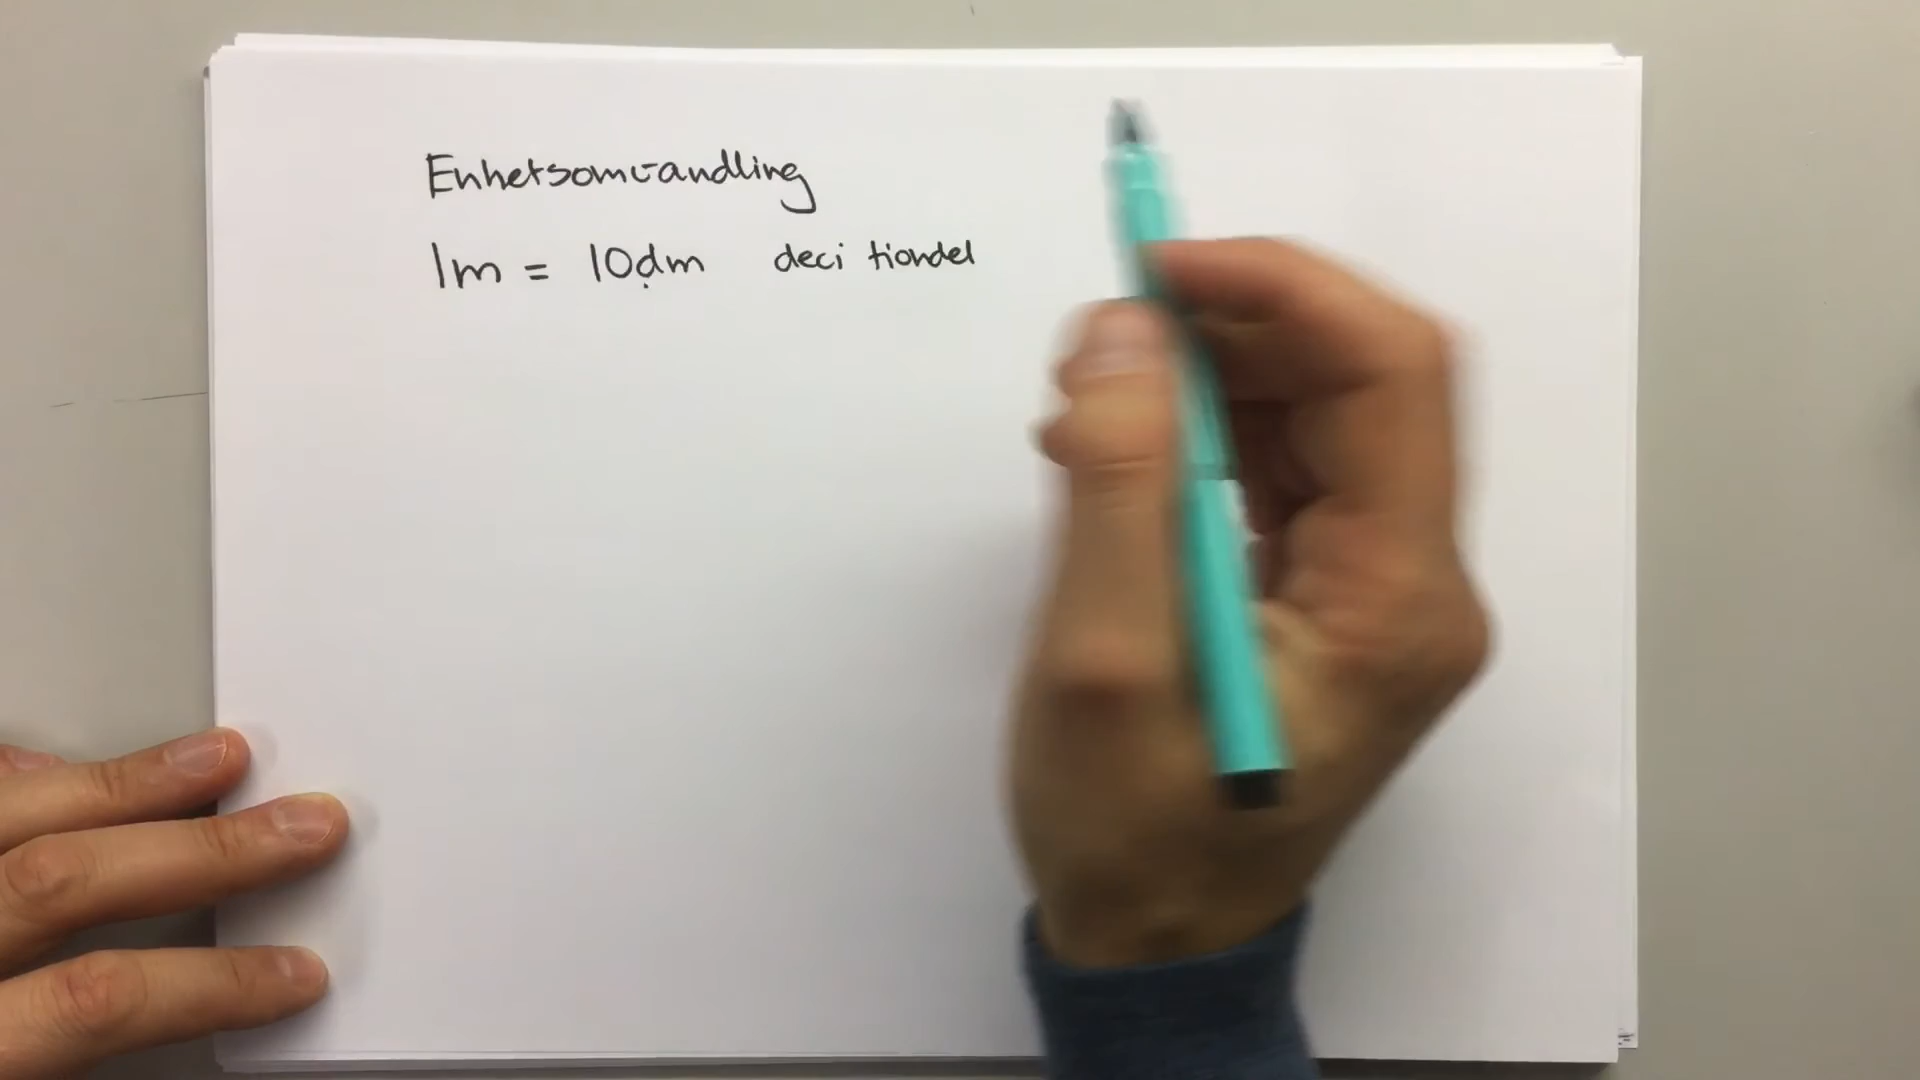 Enhetsomvandling
1m = 10dm deci tiondel